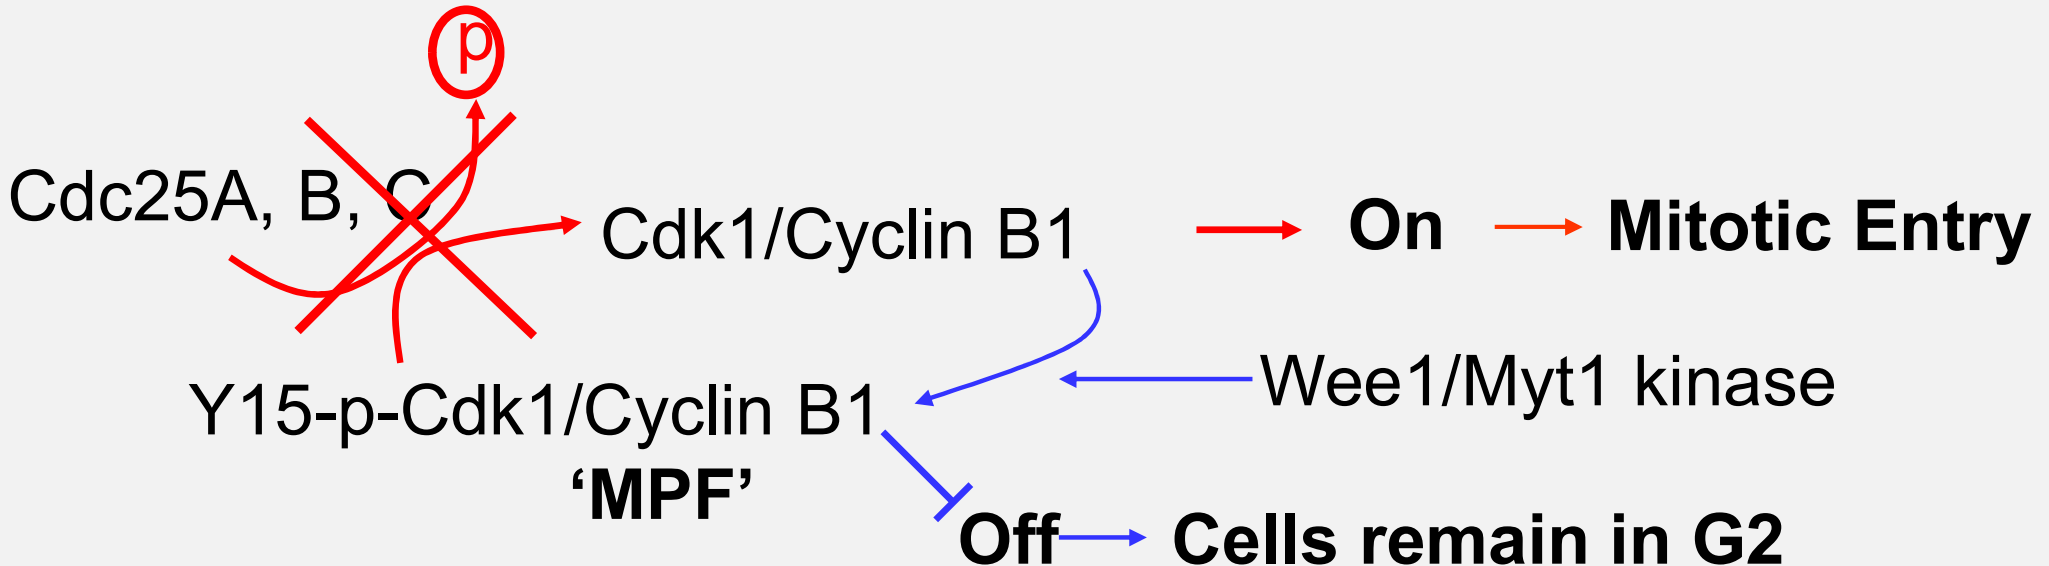 p
Cdc25A, B, C
Cdk1/Cyclin B1
On
Mitotic Entry
Wee1/Myt1 kinase
Y15-p-Cdk1/Cyclin B1
‘MPF’
Off
Cells remain in G2